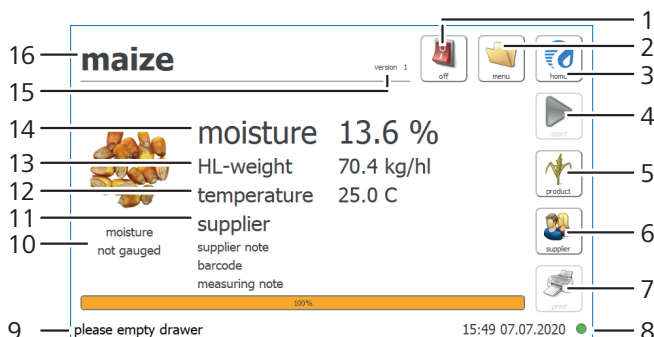 1
16
maize
version 1
off
menu
home
2
3
15
14
moisture 13.6 %
start
4
13
HL-weight 70.4 kg/hl
12
temperature 25.0 C
product
5
11
supplier
10
moisture
not gauged
supplier note
barcode
measuring note
supplier
6
100%
print
7
9
please empty drawer
15:49 07.07.2020
8